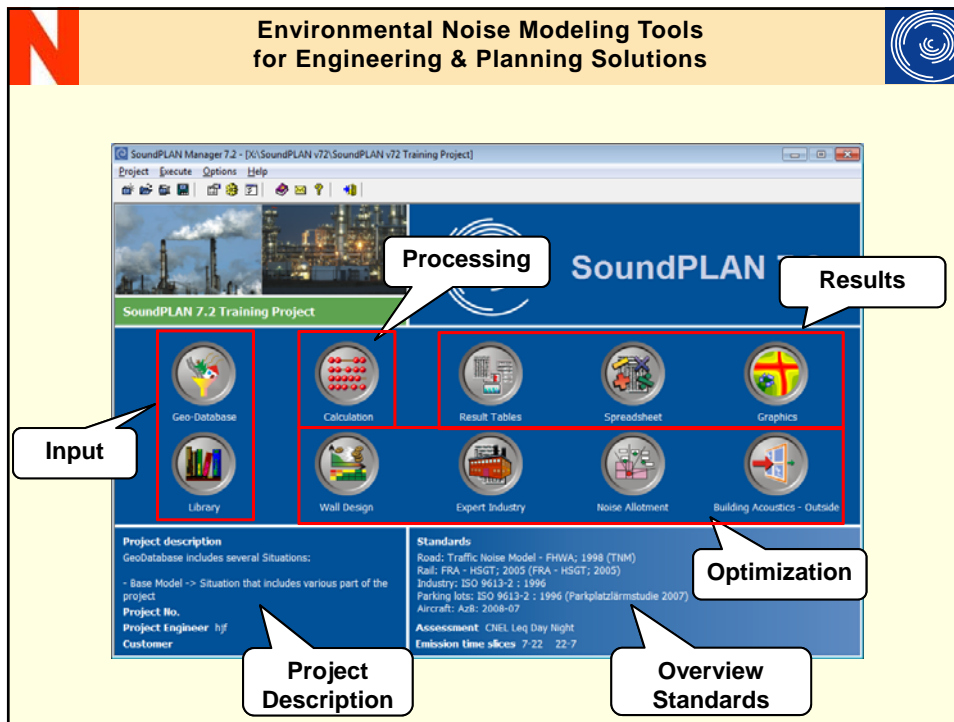 Environmental Noise Modeling Tools
for Engineering & Planning Solutions
N
SoundPLAN Manager 7.2 - [X:\SoundPLAN v72\SoundPLAN v72 Training Project]
Project Execute Options Help
Processing
SoundPLAN 7
Results
SoundPLAN 7.2 Training Project
Geo-Database
Calculation
Result Tables
Spreadsheet
Graphics
Input
Library
Wall Design
Expert Industry
Noise Allotment
Building Acoustics - Outside
Project description
GeoDatabase includes several Situations:
- Base Model -> Situation that includes various part of the
project
Project No.
Project Engineer hjf
Customer
Standards
Road: Traffic Noise Model - FHWA; 1998 (TNM)
Rail: FRA - HSGT; 2005 (FRA - HSGT; 2005)
Industry: ISO 9613-2 : 1996
Parking lots: ISO 9613-2 : 1996 (Parkplatzlärmstudie 2007)
Aircraft: AzB: 2008-07
Assessment CNEL Leq Day Night
Emission time slices 7-22 22-7
Optimization
Project
Description
Overview
Standards